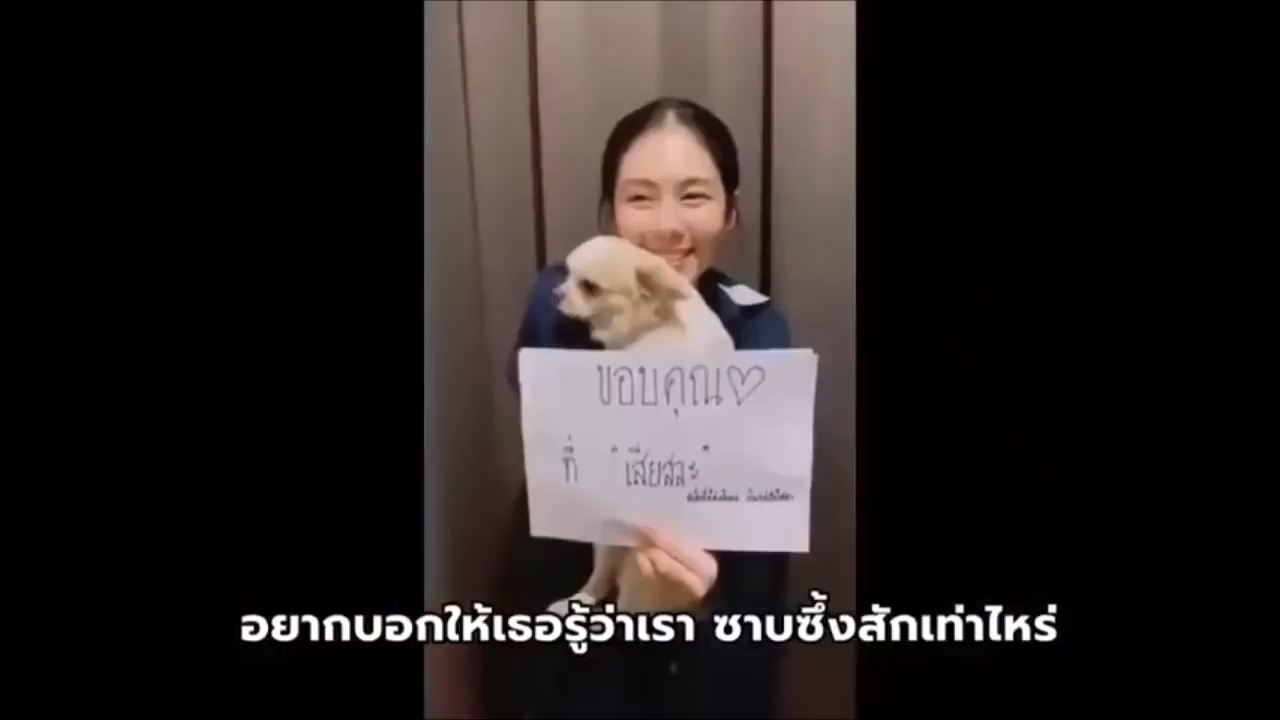 ขอบคุณ♡
ที่ "เสียสละ"
อยากบอกให้เธอรู้ว่าเรา ซาบซึ้งสักเท่าไหร่